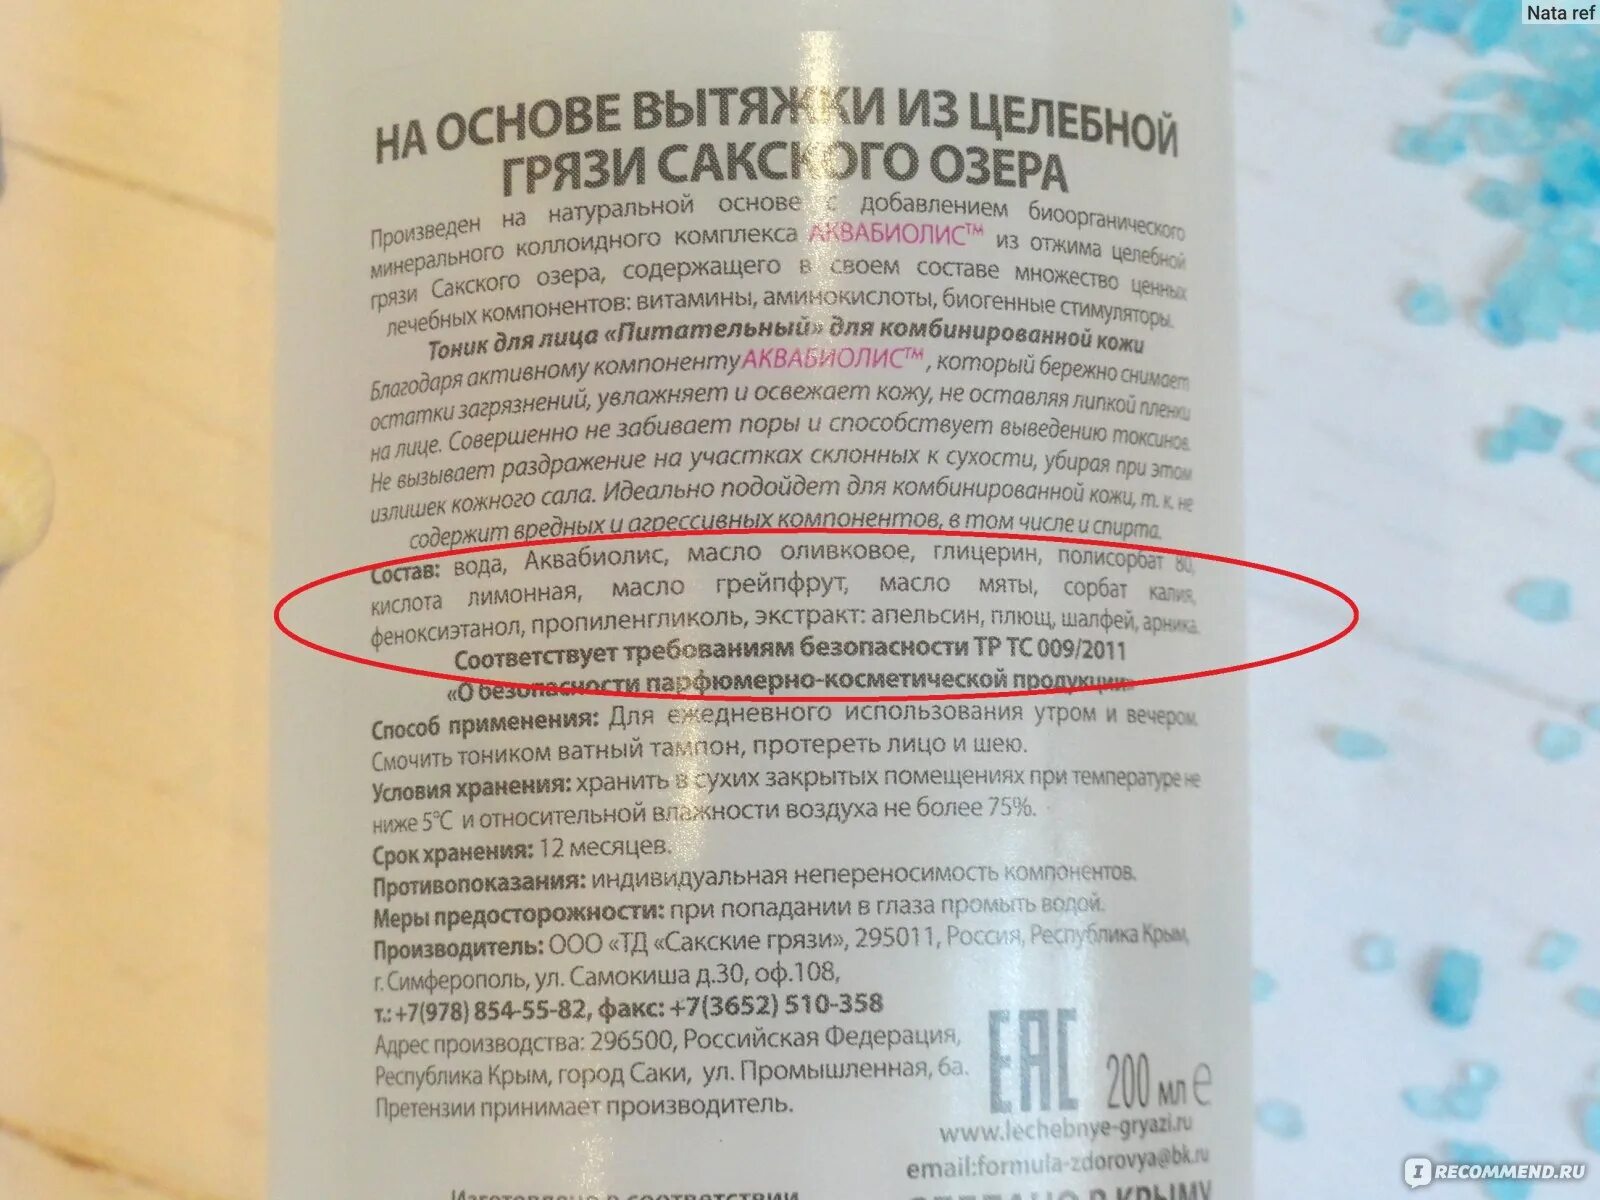 Nata ref
НА ОСНОВЕ ВЫТЯЖКИ ИЗ ЦЕЛЕБНОЙ
ГРЯЗИ САКСКОГО ОЗЕРА
Произведен на натуральной основе с добавлением биоорганического
минерального коллоидного комплекса АКВАБИОЛИС™ из отжима целебной
грязи Сакского озера, содержащего в своем составе множество ценных
лечебных компонентов: витамины, аминокислоты, биогенные стимуляторы.
Тоник для лица «Питательный» для комбинированной кожи
Благодаря активному компоненту АКВАБИОЛИС™, который бережно снимает
остатки загрязнений, увлажняет и освежает кожу, не оставляя липкой пленки
на лице. Совершенно не забивает поры и способствует выведению токсинов.
Не вызывает раздражение на участках склонных к сухости, убирая при этом
излишек кожного сала. Идеально подойдет для комбинированной кожи, т. к. не
содержит вредных и агрессивных компонентов, в том числе и спирта.
Состав: вода, Аквабиолис, масло оливковое, глицерин, полисорбат 80,
кислота лимонная, масло грейпфрут, масло мяты, сорбат калия,
феноксиэтанол, пропиленгликоль, экстракт: апельсин, плющ, шалфей, арника.
Соответствует требованиям безопасности ТР ТС 009/2011
«О безопасности парфюмерно-косметической продукции»
Способ применения: Для ежедневного использования утром и вечером.
Смочить тоником ватный тампон, протереть лицо и шею.
Условия хранения: хранить в сухих закрытых помещениях при температуре не
ниже 5°С и относительной влажности воздуха не более 75%.
Срок хранения: 12 месяцев.
Противопоказания: индивидуальная непереносимость компонентов.
Меры предосторожности: при попадании в глаза промыть водой.
Производитель: ООО «ТД «Сакские грязи», 295011, Россия, Республика Крым,
г. Симферополь, ул. Самокиша д.30, оф.108,
т.: +7(978) 854-55-82, факс: +7(3652) 510-358
Адрес производства: 296500, Российская Федерация,
Республика Крым, город Саки, ул. Промышленная, 6а.
Претензии принимает производитель.
ЕАС
200 мл e
www.lechebnye-gryazi.ru
email:formula-zdorovya@bk.ru
Изготовлено в соответствии
СДЕЛАНО В КРЫМУ
IRECOMMEND.RU